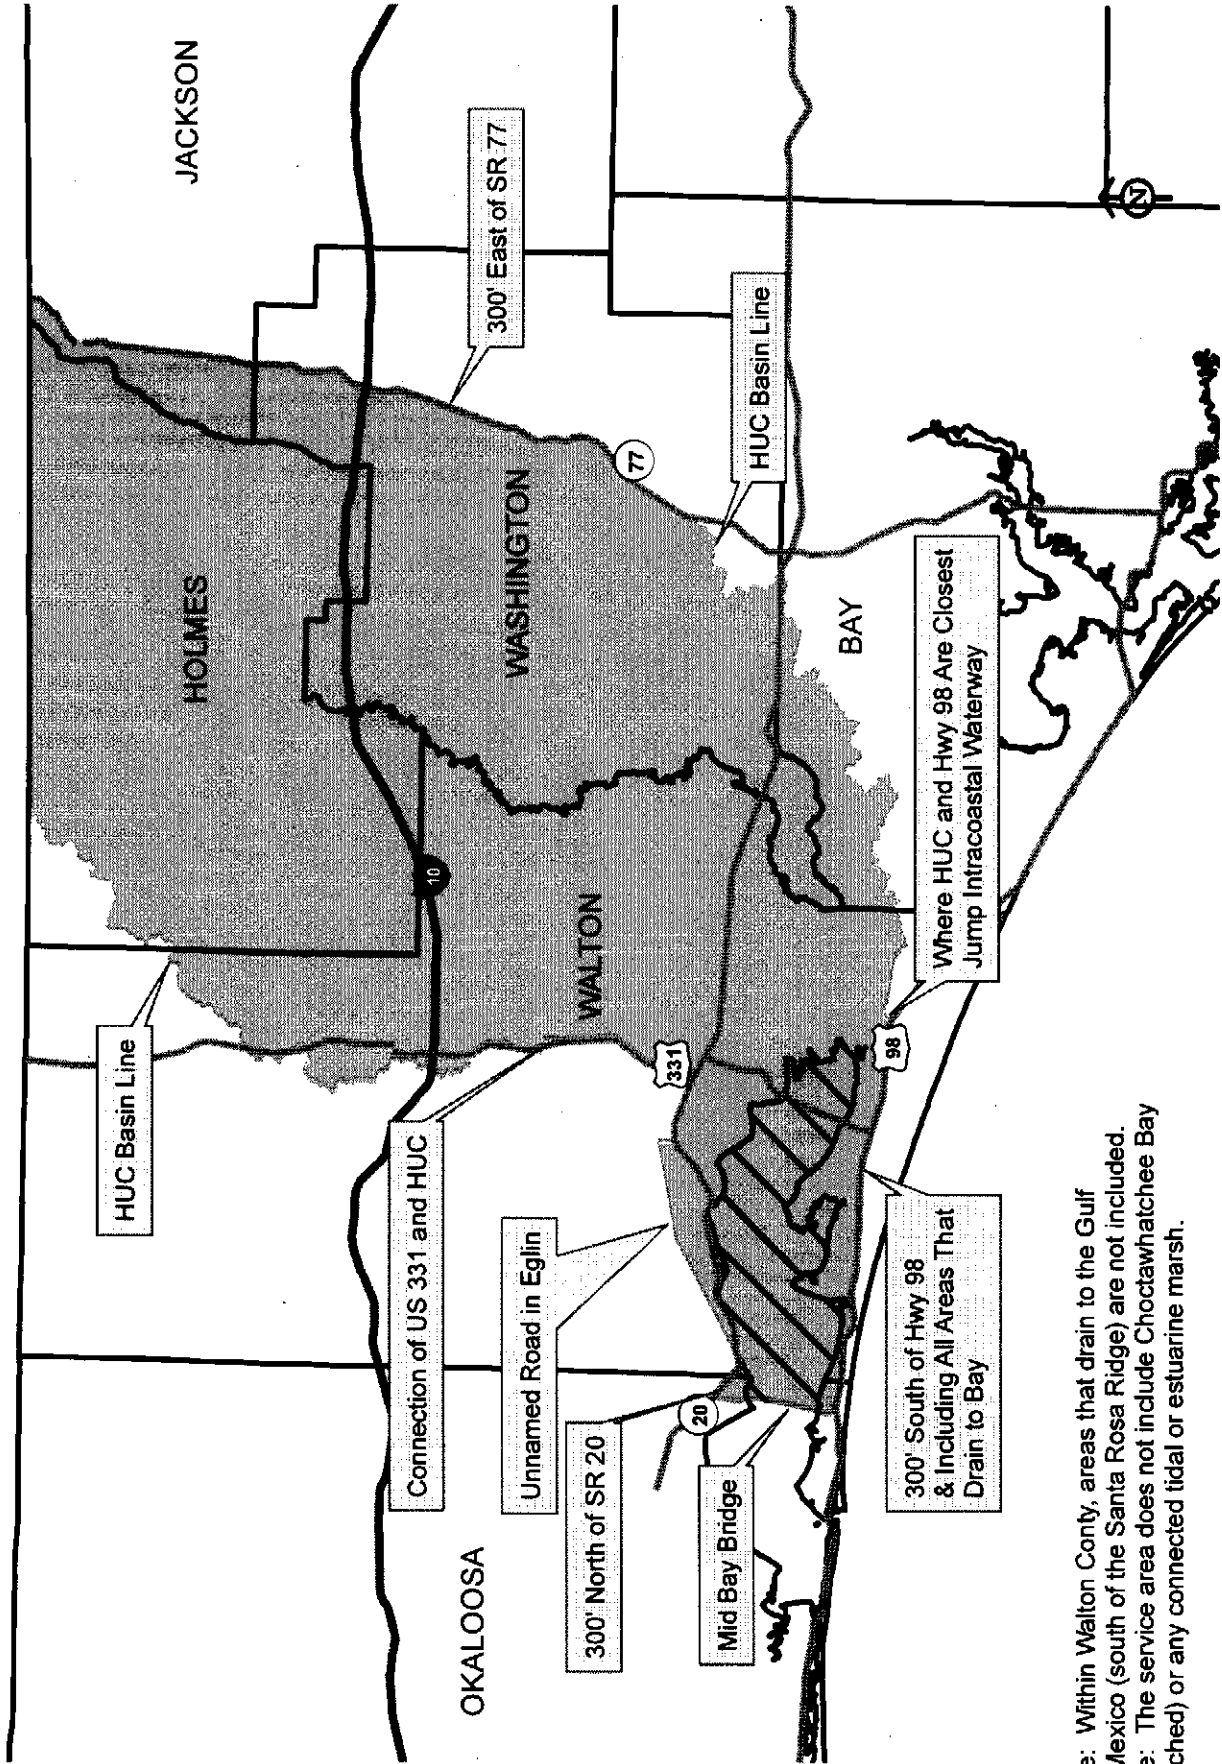 JACKSON
HOLMES
300' East of SR 77
HUC Basin Line
10
WASHINGTON
77
Connection of US 331 and HUC
WALTON
HUC Basin Line
OKALOOSA
Unnamed Road in Eglin
331
300' North of SR 20
20
BAY
Mid Bay Bridge
98
Where HUC and Hwy 98 Are Closest
Jump Intracoastal Waterway
300' South of Hwy 98
& Including All Areas That
Drain to Bay
N
e: Within Walton Conty, areas that drain to the Gulf
Mexico (south of the Santa Rosa Ridge) are not included.
e: The service area does not include Choctawhatchee Bay
ched) or any connected tidal or estuarine marsh.